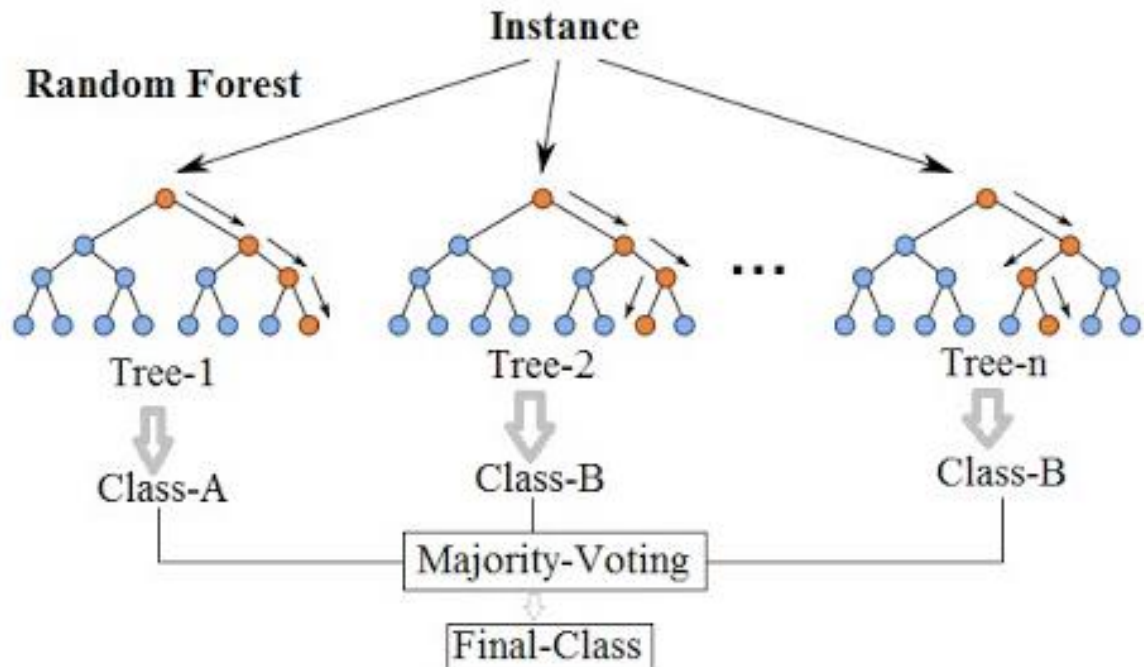 Instance
Random Forest
...
Tree-1
Tree-2
Tree-n
Class-A
Class-B
Class-B
Majority-Voting
Final-Class